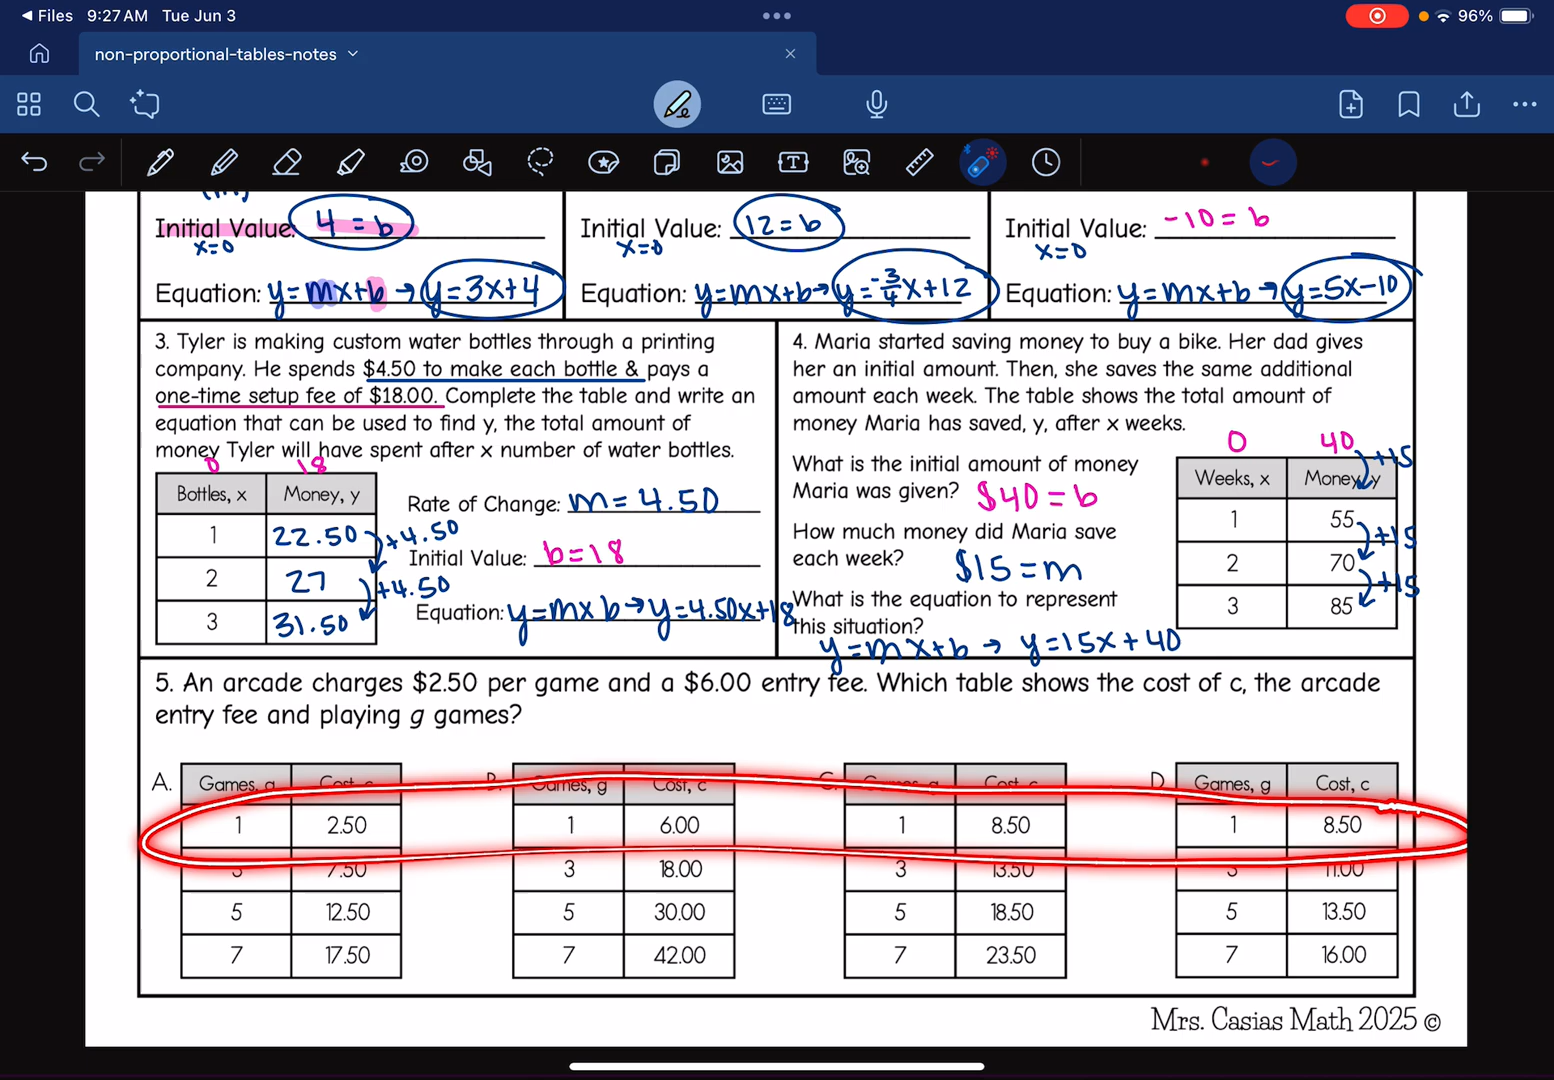 Files 9:27 AM Tue Jun 3 96%
non-proportional-tables-notes
Initial Value: 4 = b
x=0
Equation: y=mx+b → y=3x+4
Initial Value: 12=b
x=0
Equation: y=mx+b → y=-3/4x+12
Initial Value: -10=b
x=0
Equation: y=mx+b → y=5x-10
3. Tyler is making custom water bottles through a printing
company. He spends $4.50 to make each bottle & pays a
one-time setup fee of $18.00. Complete the table and write an
equation that can be used to find y, the total amount of
money Tyler will have spent after x number of water bottles.
0 18
Bottles, x Money, y
1 22.50
+4.50
2 27
+4.50
3 31.50
Rate of Change: m=4.50
Initial Value: b=18
Equation: y=mx b → y=4.50x+18
4. Maria started saving money to buy a bike. Her dad gives
her an initial amount. Then, she saves the same additional
amount each week. The table shows the total amount of
money Maria has saved, y, after x weeks.
What is the initial amount of money
Maria was given? $40=b
How much money did Maria save
each week? $15=m
What is the equation to represent
this situation?
y=mx+b → y=15x+40
0 40
+15
Weeks, x Money, y
1 55
+15
2 70
+15
3 85
5. An arcade charges $2.50 per game and a $6.00 entry fee. Which table shows the cost of c, the arcade
entry fee and playing g games?
A.
Games, g Cost, c
1 2.50
3 7.50
5 12.50
7 17.50
B.
Games, g Cost, c
1 6.00
3 18.00
5 30.00
7 42.00
C.
Games, g Cost, c
1 8.50
3 13.50
5 18.50
7 23.50
D.
Games, g Cost, c
1 8.50
3 11.00
5 13.50
7 16.00
Mrs. Casias Math 2025 ©